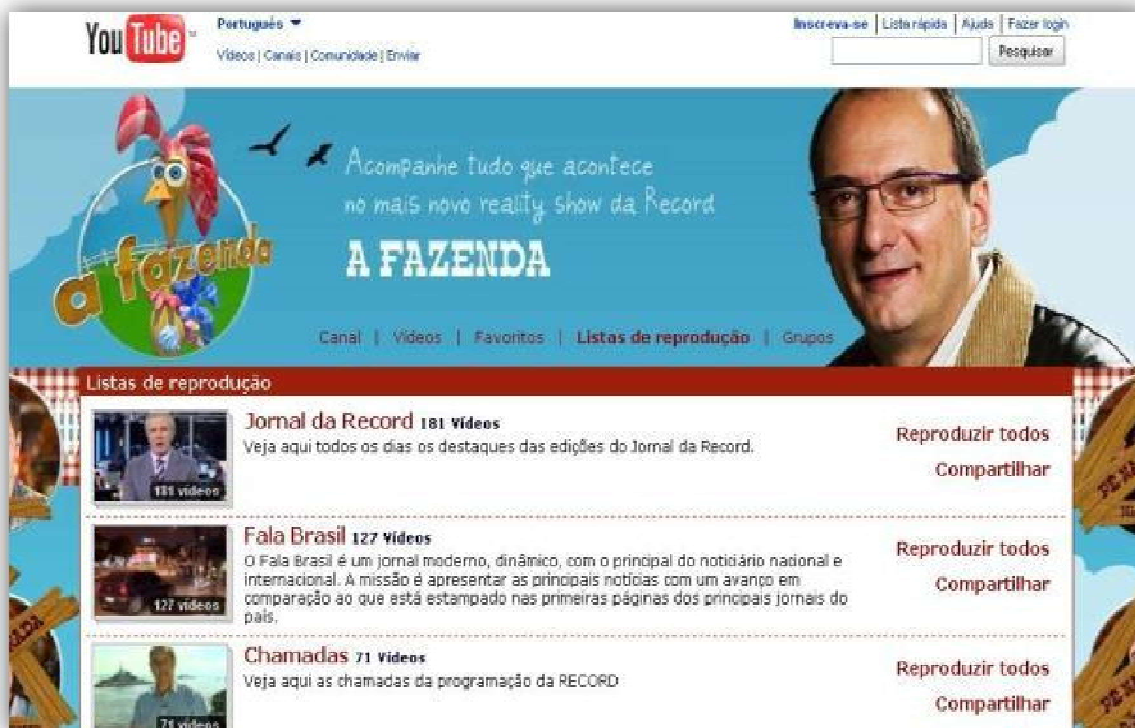 YouTube
Português
Vídeos | Canais | Comunidade | Enviar
Inscreva-se | Lista rápida | Ajuda | Fazer login
Pesquisar
a fazenda
Acompanhe tudo que acontece
no mais novo reality show da Record
A FAZENDA
Canal | Vídeos | Favoritos | Listas de reprodução | Grupos
Listas de reprodução
Jornal da Record 181 Vídeos
Veja aqui todos os dias os destaques das edições do Jornal da Record.
181 vídeos
Reproduzir todos
Compartilhar
Fala Brasil 127 Vídeos
O Fala Brasil é um jornal moderno, dinâmico, com o principal do noticiário nacional e
internacional. A missão é apresentar as principais notícias com um avanço em
comparação ao que está estampado nas primeiras páginas dos principais jornais do
país.
127 vídeos
Reproduzir todos
Compartilhar
Chamadas 71 Vídeos
Veja aqui as chamadas da programação da RECORD
71 vídeos
Reproduzir todos
Compartilhar